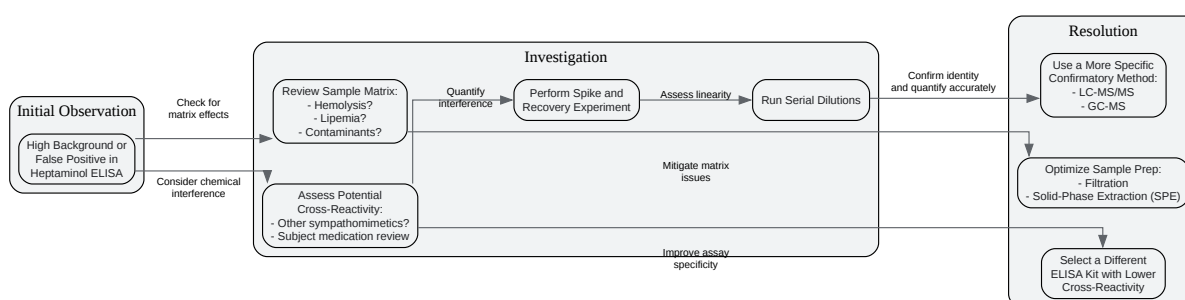 Initial Observation
High Background or
False Positive in
Heptaminol ELISA
Check for
matrix effects
Consider chemical
interference
Investigation
Review Sample Matrix:
- Hemolysis?
- Lipemia?
- Contaminants?
Assess Potential
Cross-Reactivity:
- Other sympathomimetics?
- Subject medication review
Quantify
interference
Perform Spike and
Recovery Experiment
Assess linearity
Run Serial Dilutions
Mitigate matrix
issues
Improve assay
specificity
Confirm identity
and quantify accurately
Resolution
Use a More Specific
Confirmatory Method:
- LC-MS/MS
- GC-MS
Optimize Sample Prep:
- Filtration
- Solid-Phase Extraction (SPE)
Select a Different
ELISA Kit with Lower
Cross-Reactivity